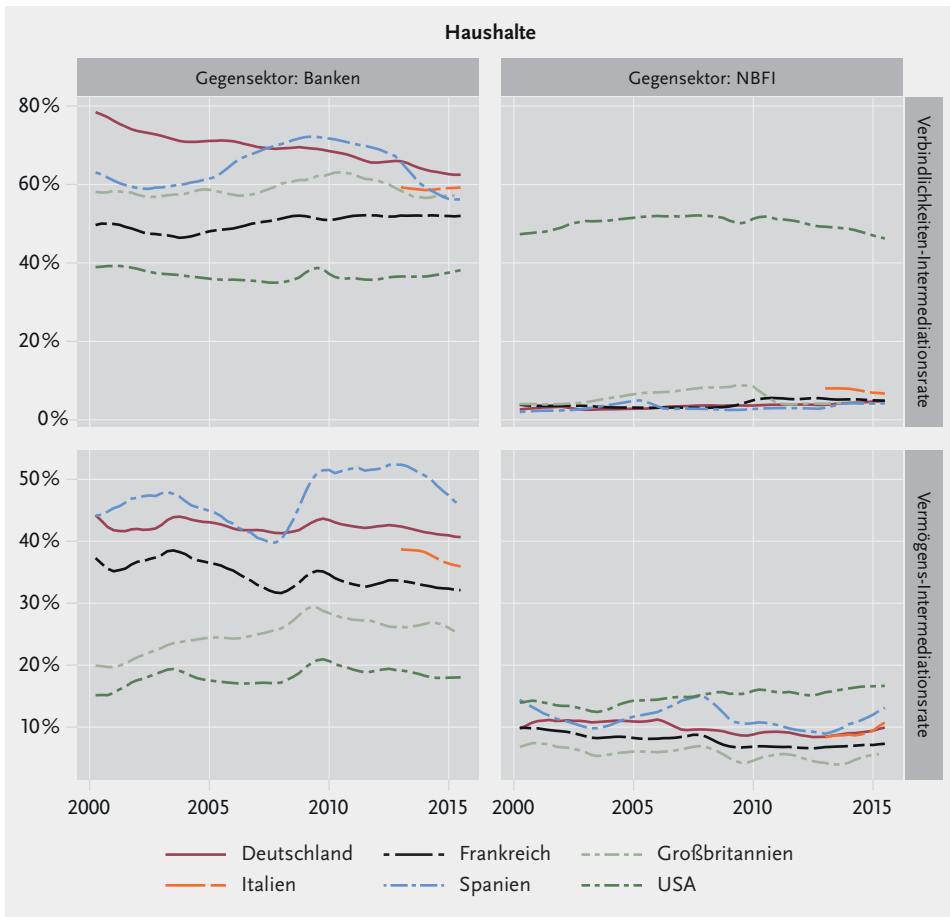 Haushalte
Gegensektor: Banken
Gegensektor: NBFI
80%
60%
40%
20%
0%
Verbindlichkeiten-Intermediationsrate
50%
40%
30%
20%
10%
Vermögens-Intermediationsrate
2000 2005 2010 2015 2000 2005 2010 2015
Deutschland Frankreich Großbritannien
Italien Spanien USA